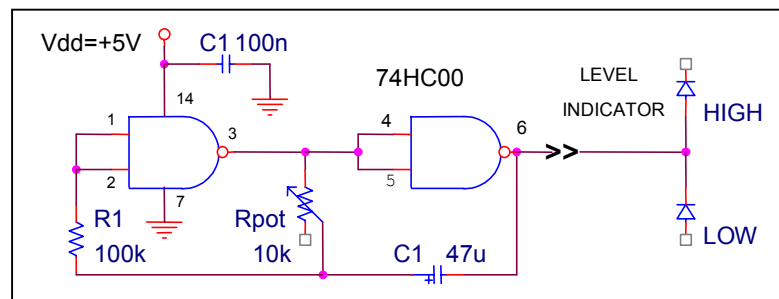 Vdd=+5V
C1 100n
74HC00
LEVEL
INDICATOR
HIGH
14
1
2
3
4
5
6
7
>>
R1
100k
Rpot
10k
C1 47u
+
LOW